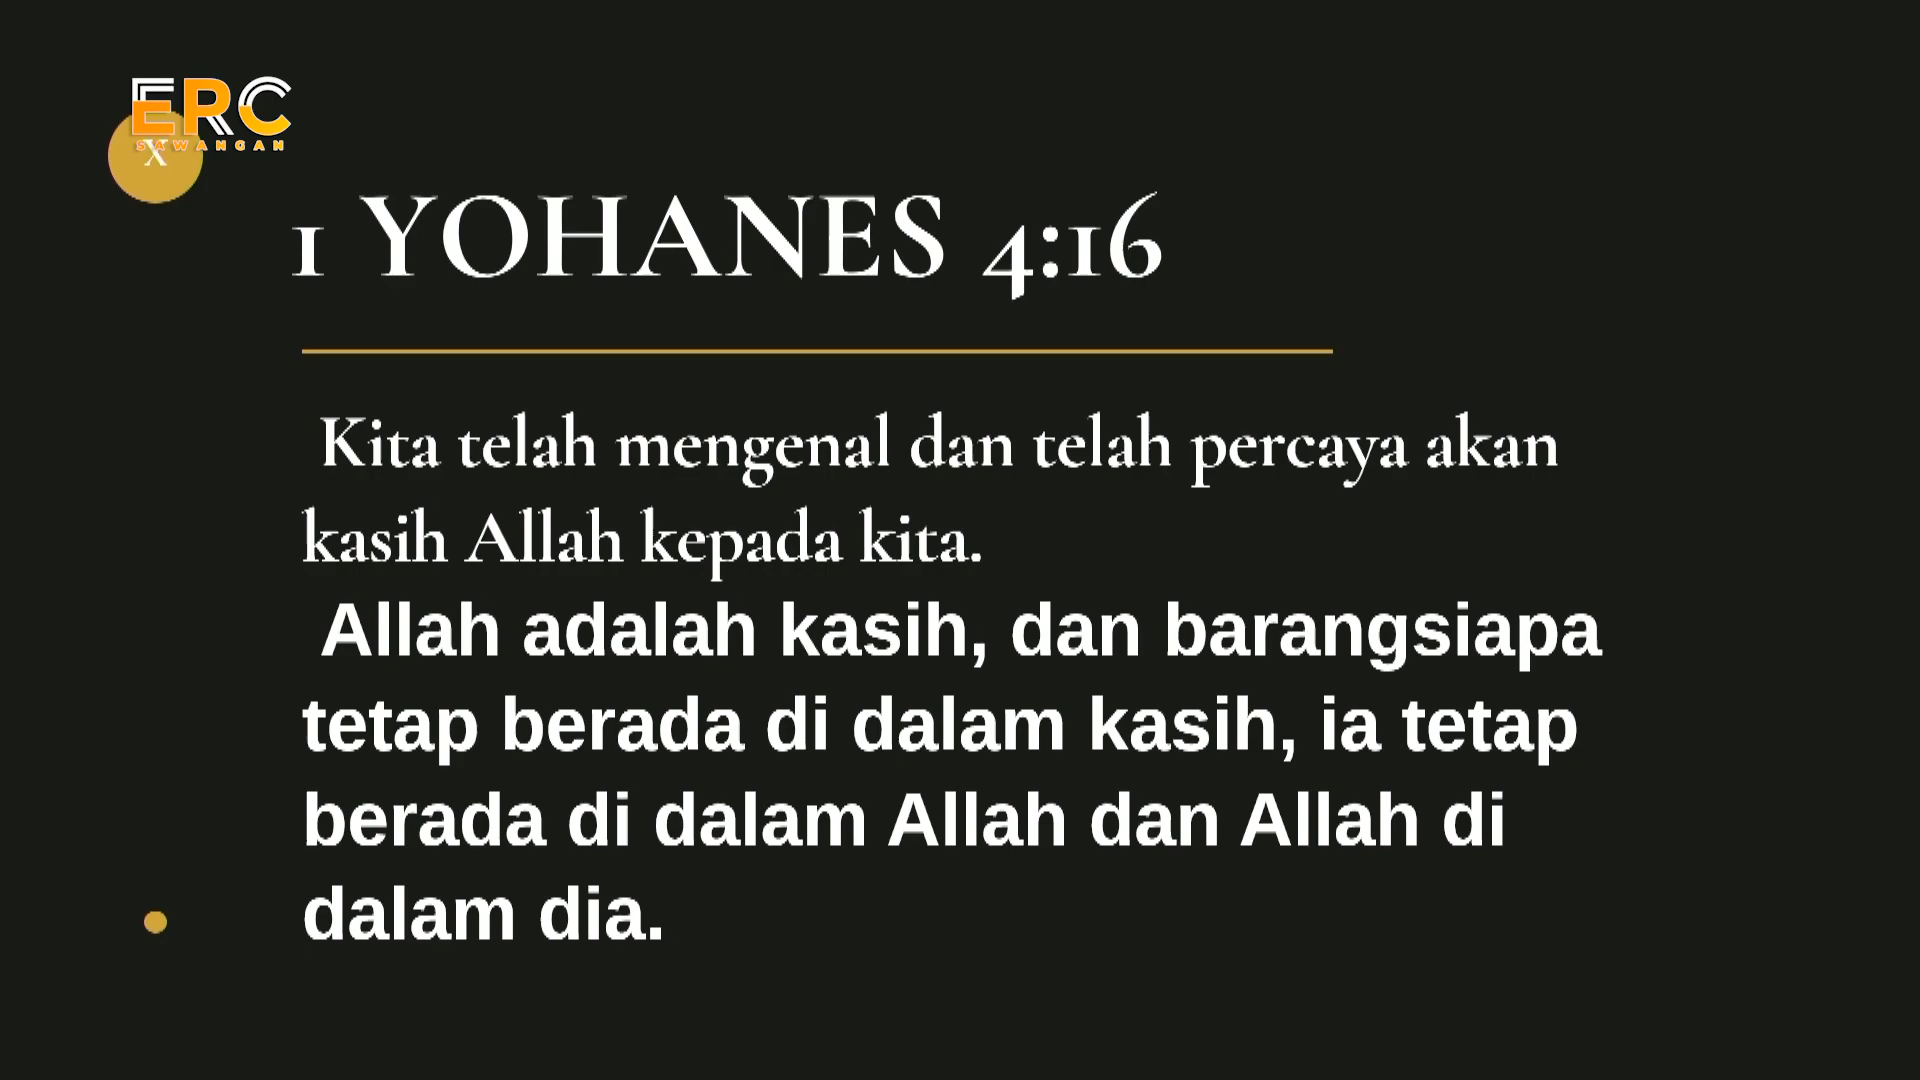 ERC
SAWANGAN
X
1 YOHANES 4:16
Kita telah mengenal dan telah percaya akan
kasih Allah kepada kita.
Allah adalah kasih, dan barangsiapa
tetap berada di dalam kasih, ia tetap
berada di dalam Allah dan Allah di
dalam dia.